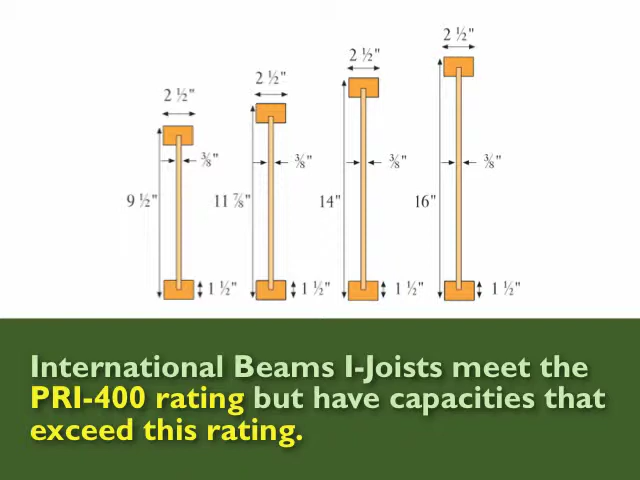 2 ½" 2 ½" 2 ½" 2 ½"
⅜" ⅜" ⅜" ⅜"
9 ½" 11 ⅞" 14" 16"
1 ½" 1 ½" 1 ½" 1 ½"
International Beams I-Joists meet the
PRI-400 rating but have capacities that
exceed this rating.